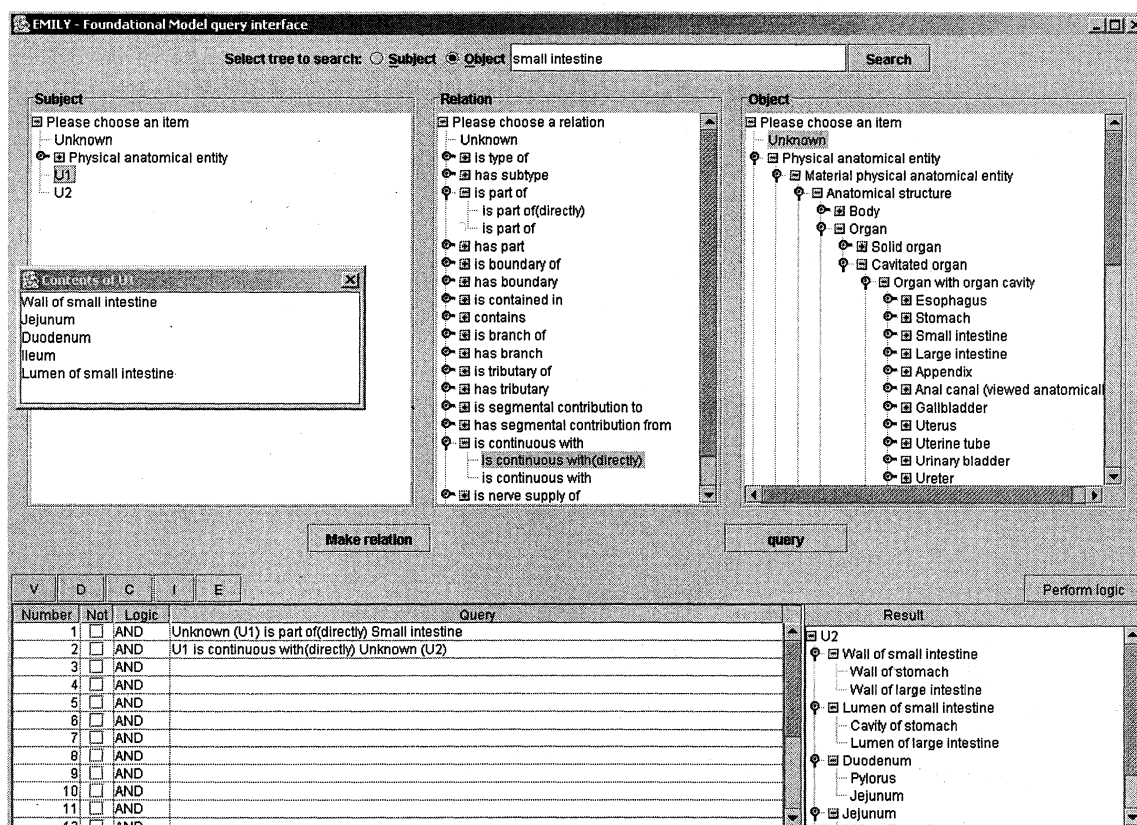 EMILY - Foundational Model query interface
Select tree to search: Subject Object small intestine Search
Subject
Please choose an item
Unknown
Physical anatomical entity
U1
U2
Contents of U1
Wall of small intestine
Jejunum
Duodenum
Ileum
Lumen of small intestine
Relation
Please choose a relation
Unknown
is type of
has subtype
is part of
is part of(directly)
is part of
has part
is boundary of
has boundary
is contained in
contains
is branch of
has branch
is tributary of
has tributary
is segmental contribution to
has segmental contribution from
is continuous with
is continuous with(directly)
is continuous with
is nerve supply of
Object
Please choose an item
Unknown
Physical anatomical entity
Material physical anatomical entity
Anatomical structure
Body
Organ
Solid organ
Cavitated organ
Organ with organ cavity
Esophagus
Stomach
Small intestine
Large intestine
Appendix
Anal canal (viewed anatomicall
Gallbladder
Uterus
Uterine tube
Urinary bladder
Ureter
Make relation
query
V D C I E
Perform logic
Number Not Logic Query
1 AND Unknown (U1) is part of(directly) Small intestine
2 AND U1 is continuous with(directly) Unknown (U2)
3 AND
4 AND
5 AND
6 AND
7 AND
8 AND
9 AND
10 AND
11 AND
12 AND
Result
U2
Wall of small intestine
Wall of stomach
Wall of large intestine
Lumen of small intestine
Cavity of stomach
Lumen of large intestine
Duodenum
Pylorus
Jejunum
Jejunum